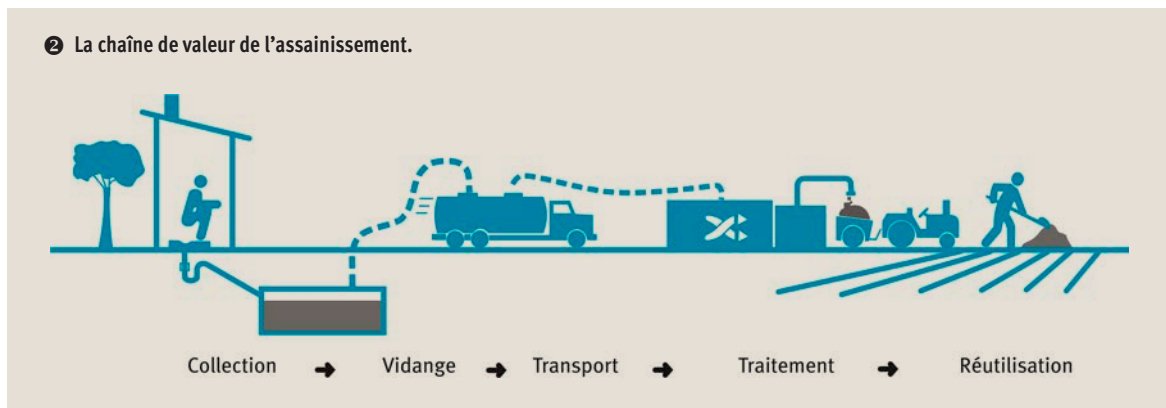 ❷ La chaîne de valeur de l’assainissement.
Collection → Vidange → Transport → Traitement → Réutilisation